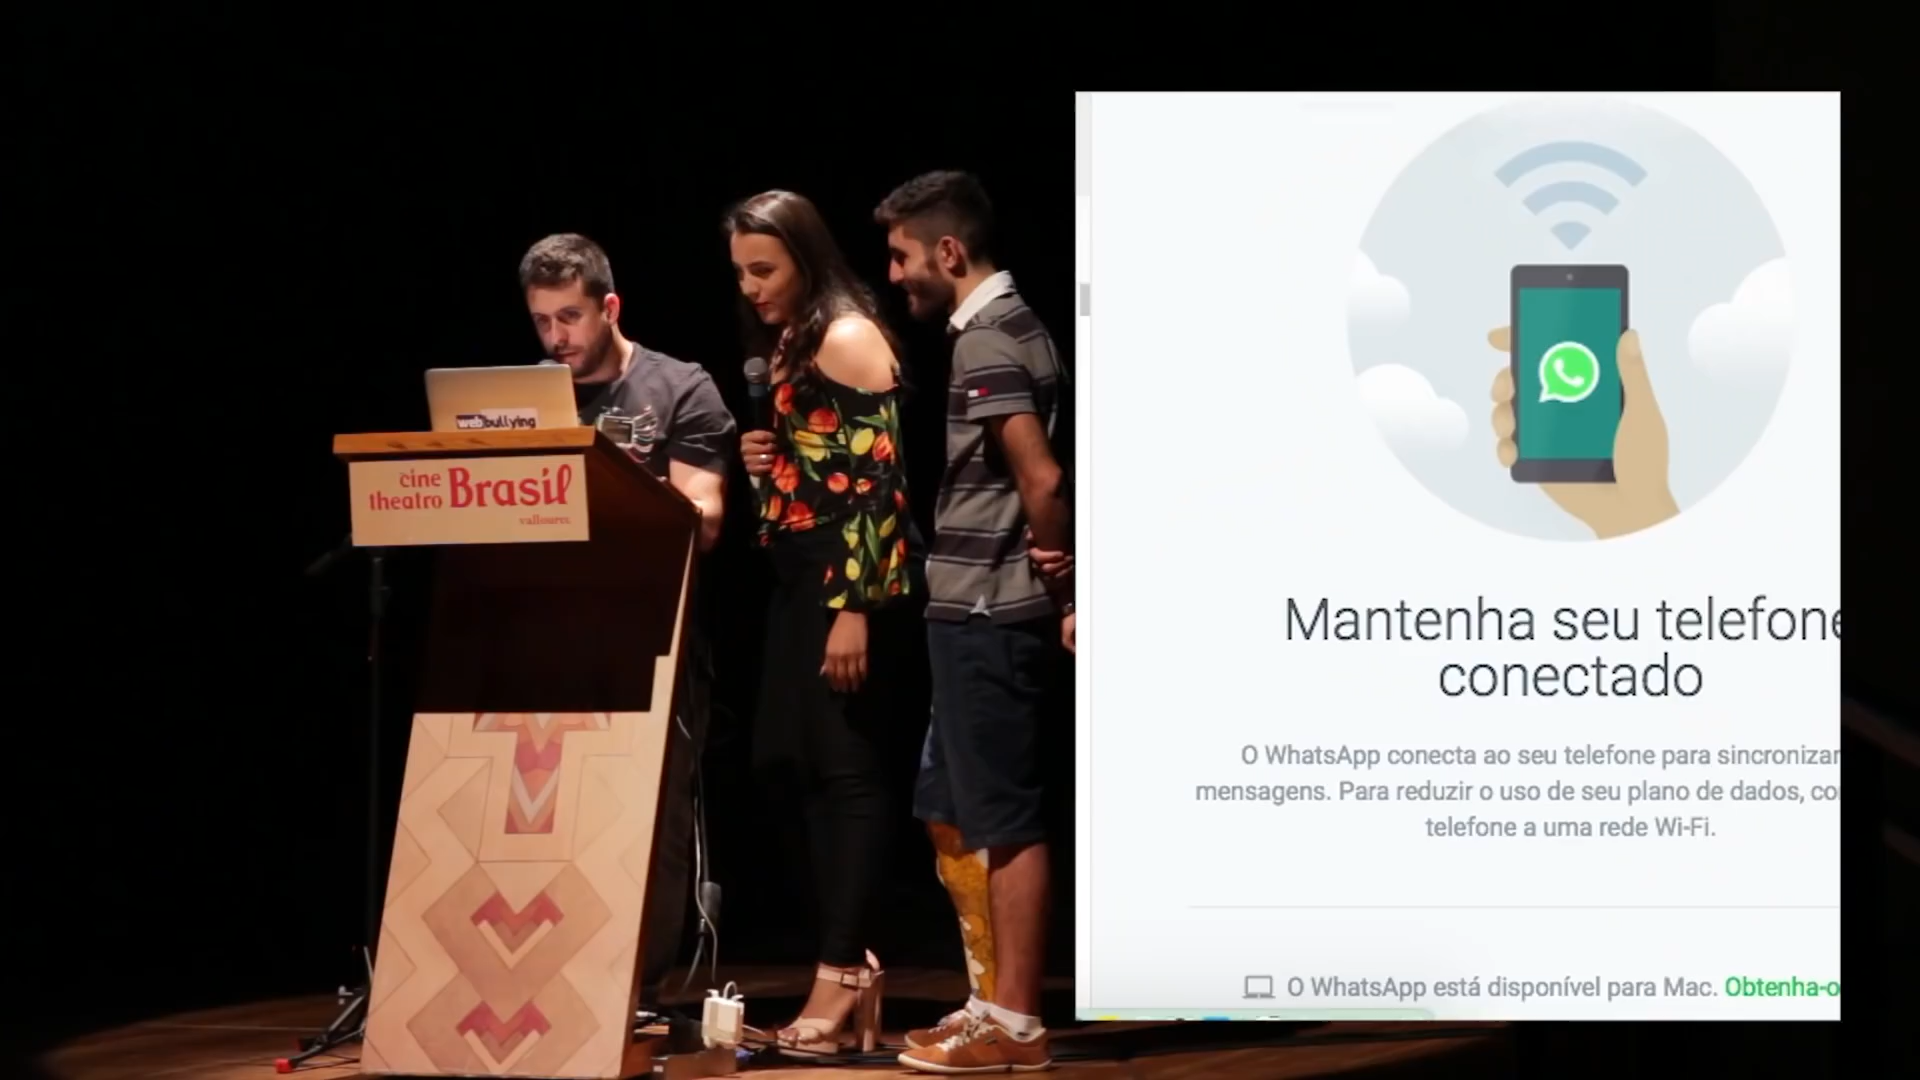 webbullying
cine
theatro Brasil
vallourec
Mantenha seu telefone
conectado
O WhatsApp conecta ao seu telefone para sincronizar
mensagens. Para reduzir o uso de seu plano de dados, co
telefone a uma rede Wi-Fi.
O WhatsApp está disponível para Mac. Obtenha-o